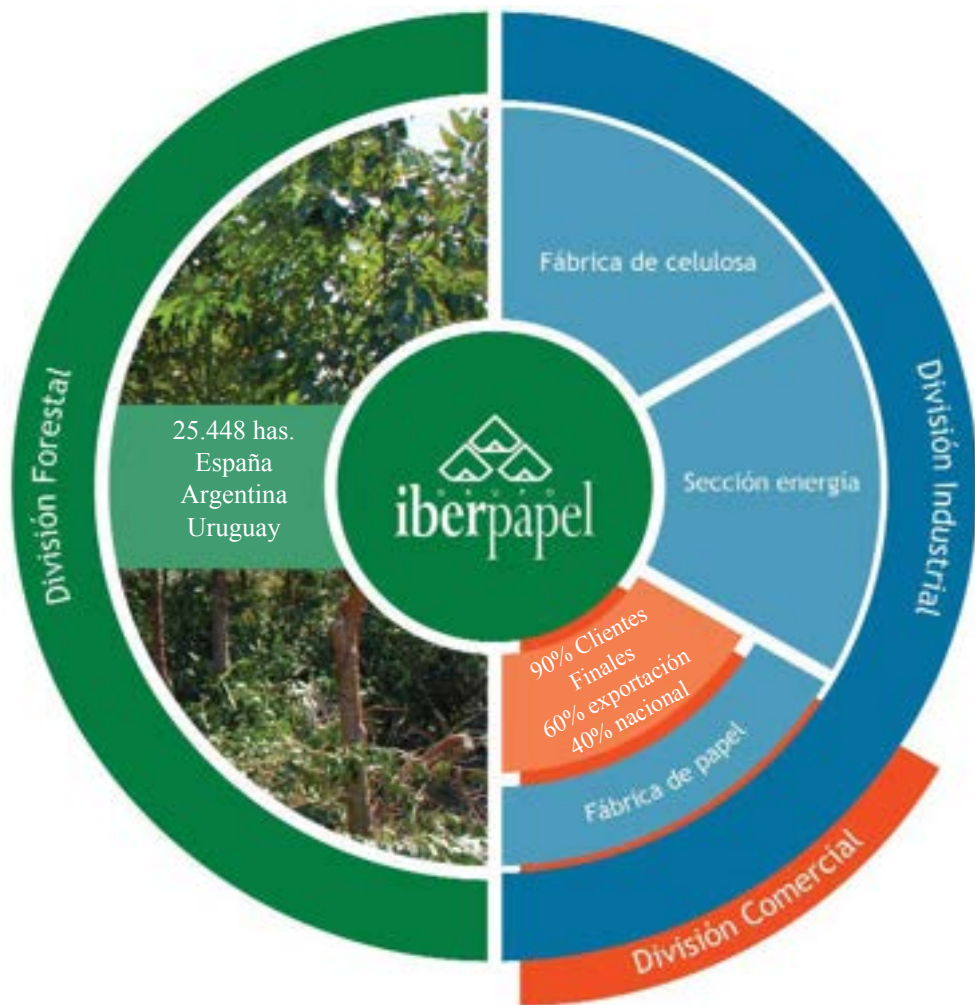 División Forestal
25.448 has.
España
Argentina
Uruguay
GRUPO
iberpapel
Fábrica de celulosa
Sección energía
90% Clientes
Finales
60% exportación
40% nacional
Fábrica de papel
División Industrial
División Comercial